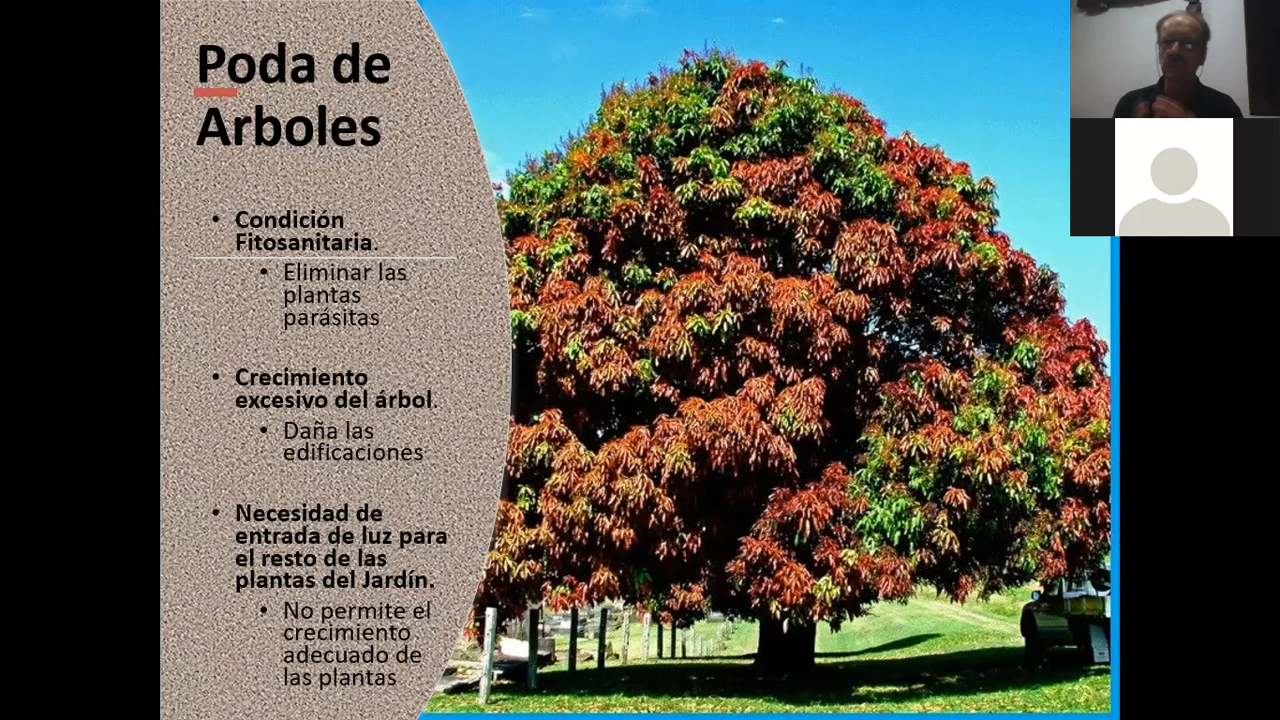 Poda de
Arboles
• Condición
Fitosanitaria.
• Eliminar las
plantas
parásitas
• Crecimiento
excesivo del árbol.
• Daña las
edificaciones
• Necesidad de
entrada de luz para
el resto de las
plantas del Jardín.
• No permite el
crecimiento
adecuado de
las plantas